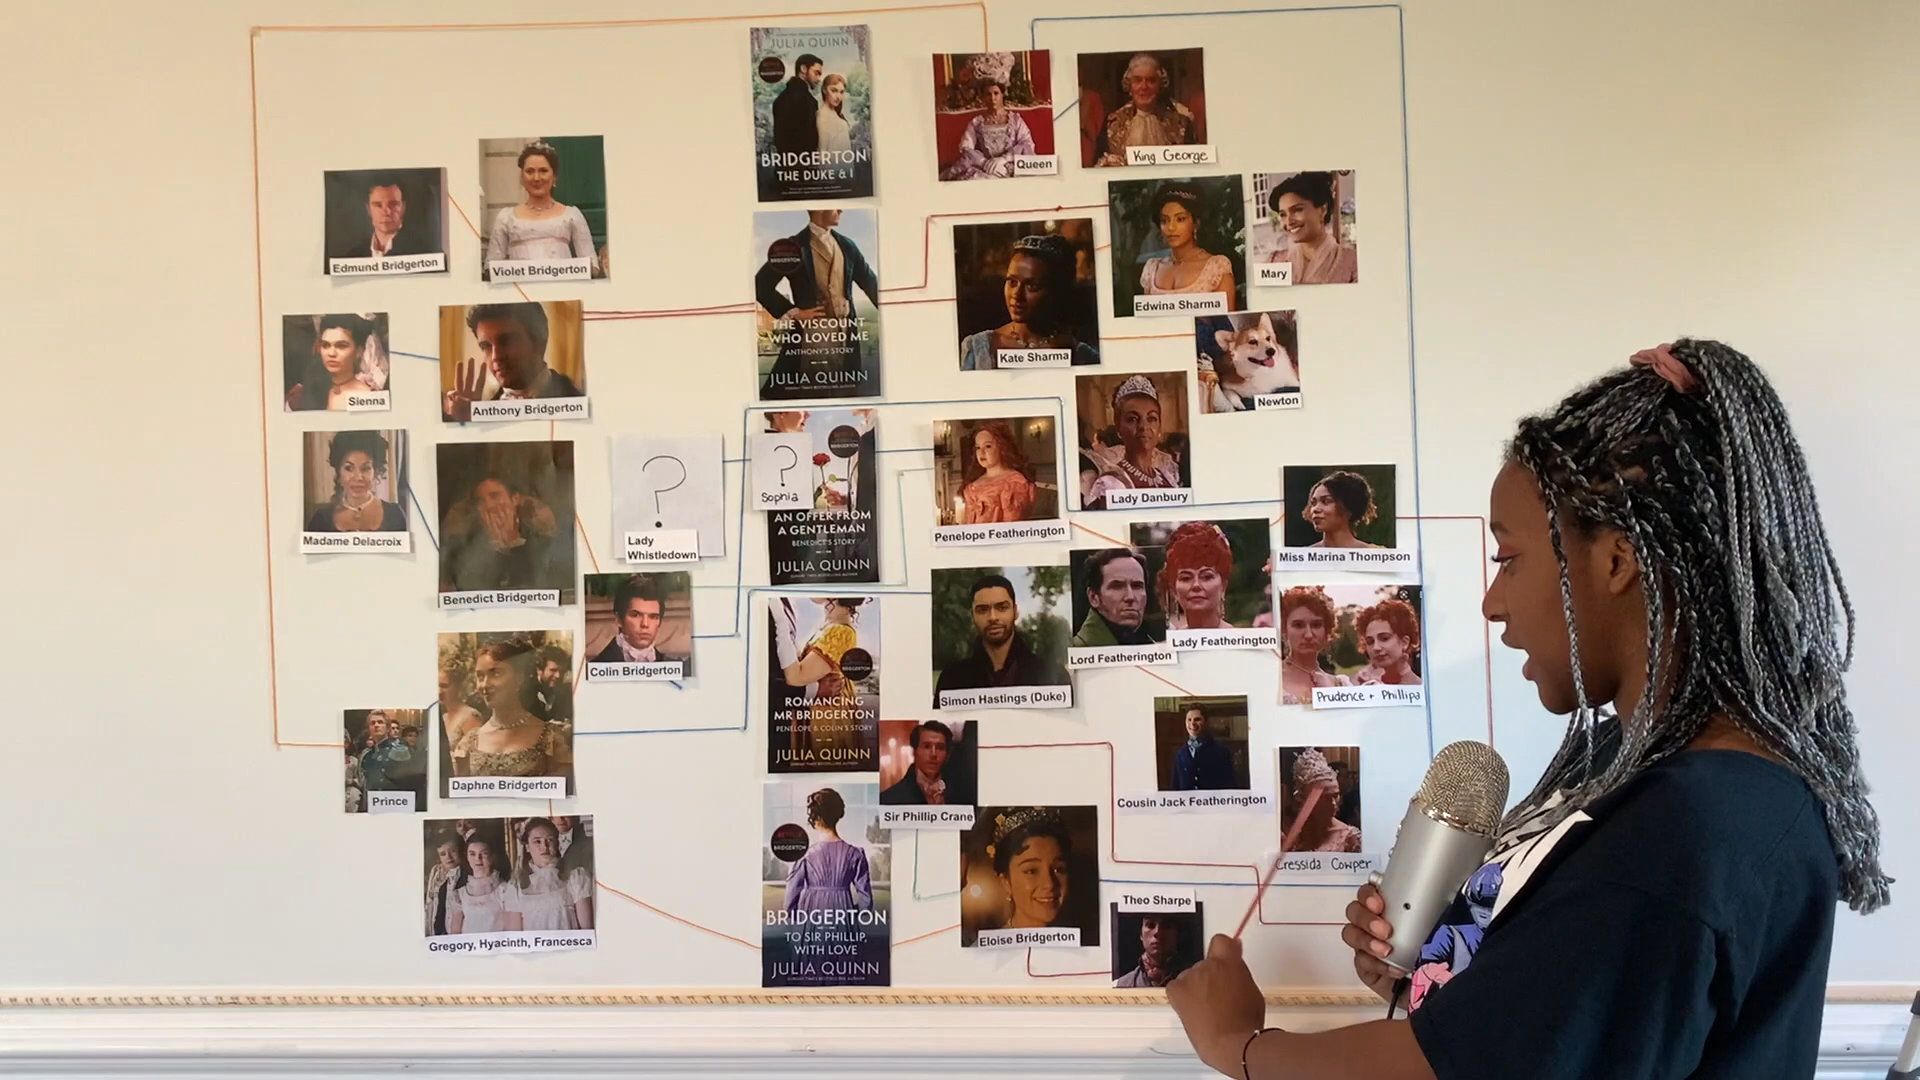 JULIA QUINN
BRIDGERTON
BRIDGERTON
THE DUKE & I
Queen
King George
Edmund Bridgerton
Violet Bridgerton
Mary
Edwina Sharma
BRIDGERTON
THE VISCOUNT
WHO LOVED ME
ANTHONY'S STORY
JULIA QUINN
Kate Sharma
Newton
Sienna
Anthony Bridgerton
Madame Delacroix
Benedict Bridgerton
?
Lady
Whistledown
?
Sophia
BRIDGERTON
AN OFFER FROM
A GENTLEMAN
BENEDICT'S STORY
JULIA QUINN
Penelope Featherington
Lady Danbury
Miss Marina Thompson
Colin Bridgerton
Lord Featherington
Lady Featherington
Simon Hastings (Duke)
Prudence + Phillipa
BRIDGERTON
ROMANCING
MR BRIDGERTON
PENELOPE & COLIN'S STORY
JULIA QUINN
Prince
Daphne Bridgerton
Sir Phillip Crane
Cousin Jack Featherington
Cressida Cowper
Gregory, Hyacinth, Francesca
BRIDGERTON
BRIDGERTON
TO SIR PHILLIP,
WITH LOVE
JULIA QUINN
Eloise Bridgerton
Theo Sharpe